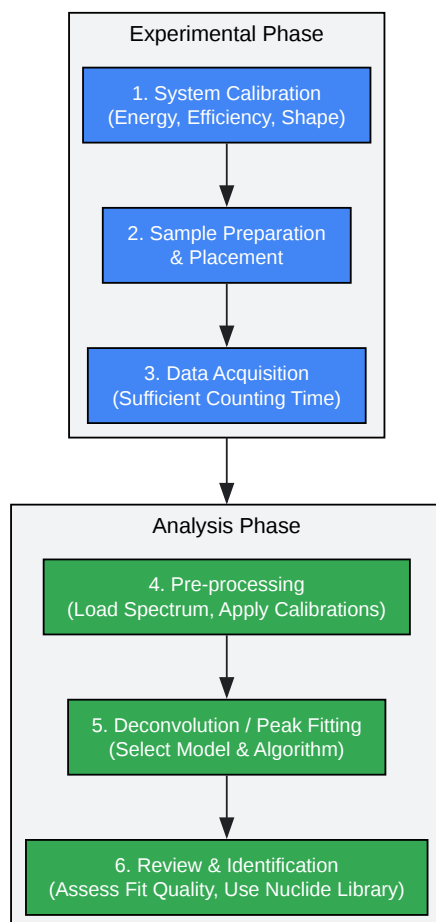 Experimental Phase
1. System Calibration
(Energy, Efficiency, Shape)
2. Sample Preparation
& Placement
3. Data Acquisition
(Sufficient Counting Time)
Analysis Phase
4. Pre-processing
(Load Spectrum, Apply Calibrations)
5. Deconvolution / Peak Fitting
(Select Model & Algorithm)
6. Review & Identification
(Assess Fit Quality, Use Nuclide Library)